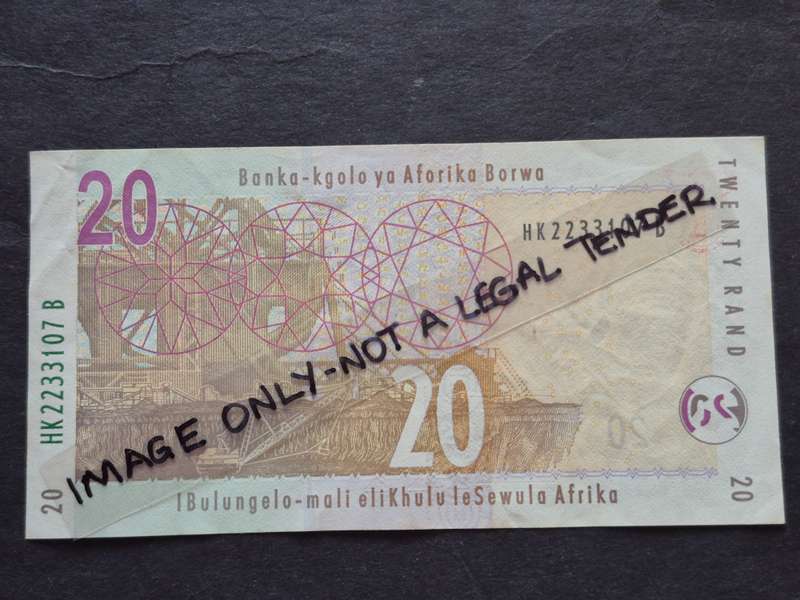 20
Banka-kgolo ya Aforika Borwa
HK2233107 B
TWENTY RAND
HK2233107 B
IMAGE ONLY-NOT A LEGAL TENDER
20
20
20
IBulungelo-mali eliKhulu leSewula Afrika
20